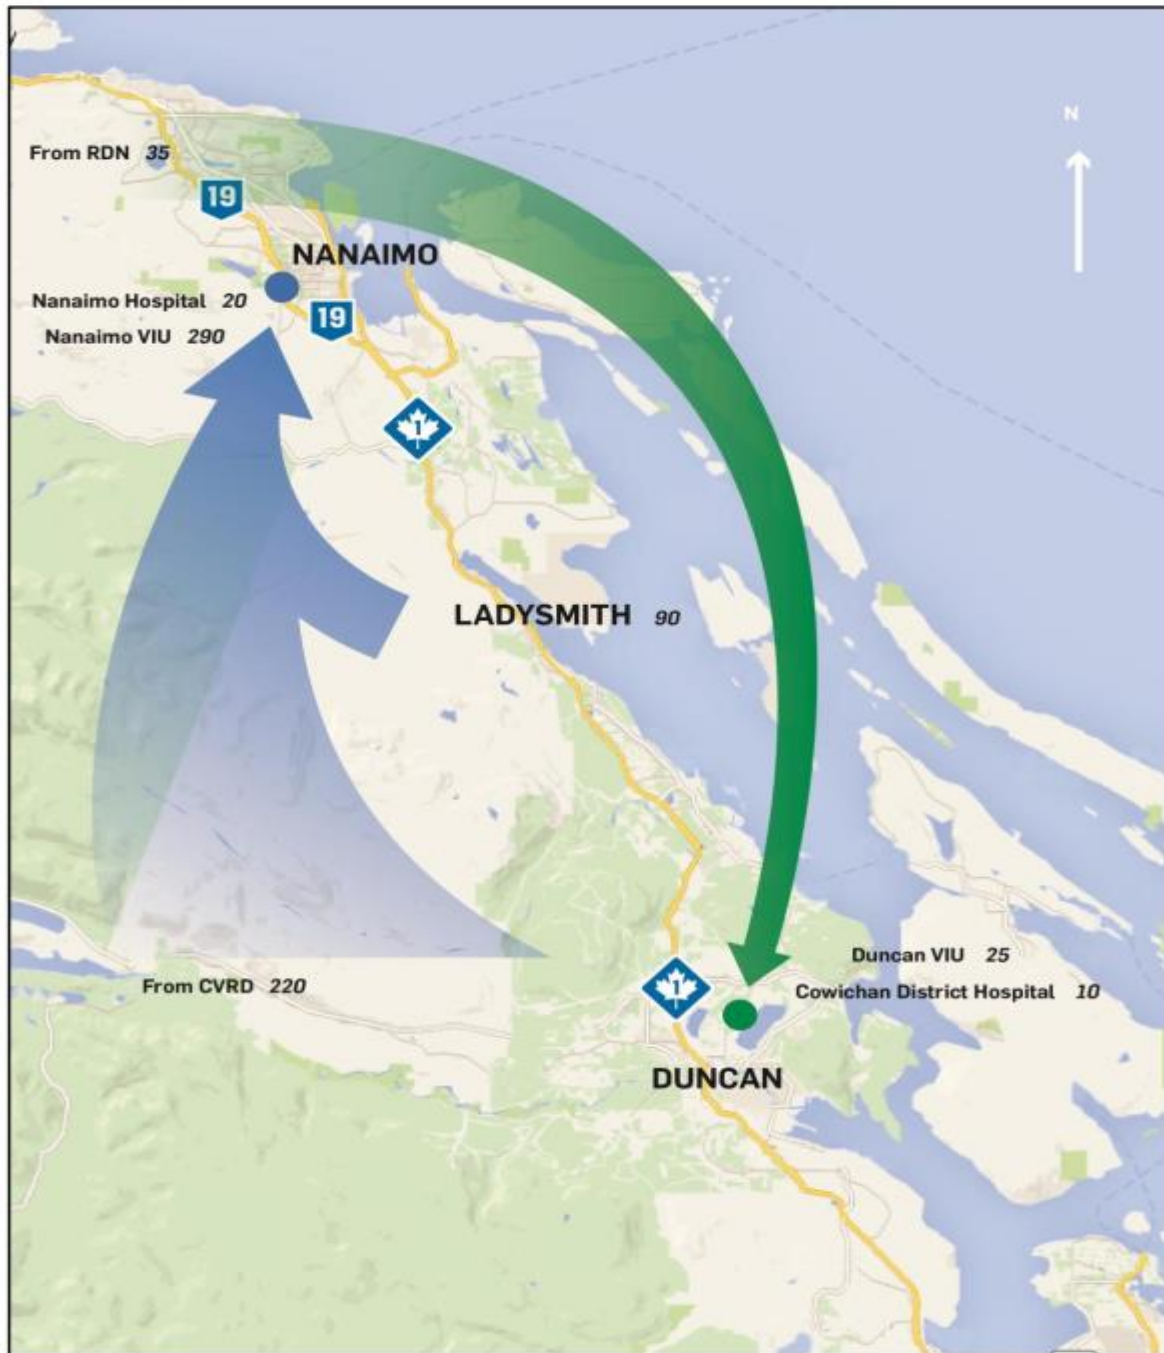 N
From RDN 35
19
NANAIMO
Nanaimo Hospital 20
19
Nanaimo VIU 290
1
LADYSMITH 90
Duncan VIU 25
From CVRD 220
1
Cowichan District Hospital 10
DUNCAN